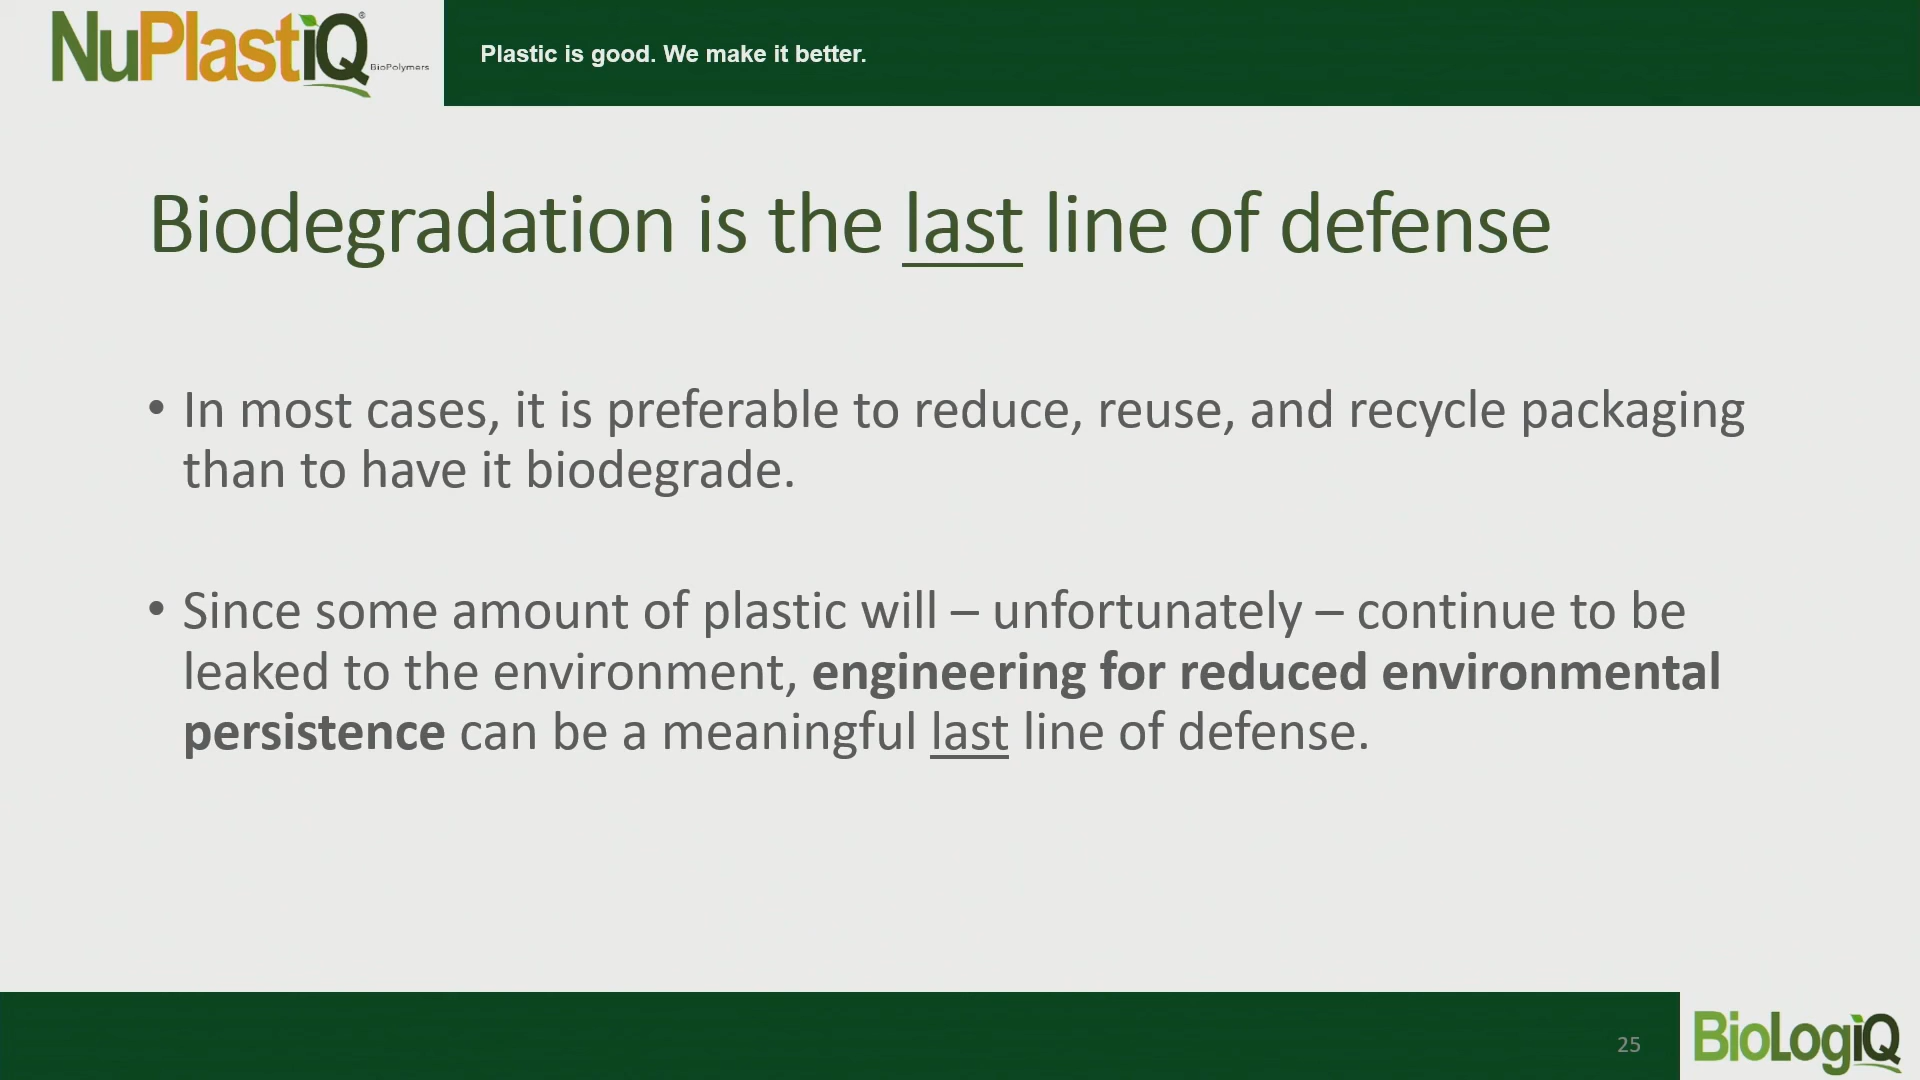 NuPlastiQ® BioPolymers
Plastic is good. We make it better.
Biodegradation is the last line of defense
• In most cases, it is preferable to reduce, reuse, and recycle packaging
than to have it biodegrade.
• Since some amount of plastic will – unfortunately – continue to be
leaked to the environment, engineering for reduced environmental
persistence can be a meaningful last line of defense.
25
BioLogiQ